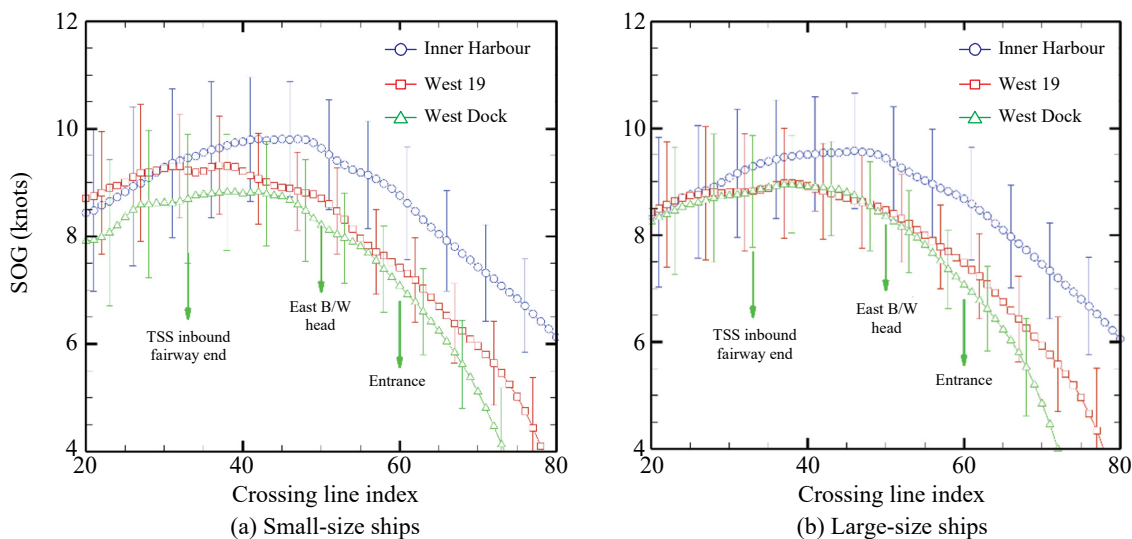 12
10
8
6
4
SOG (knots)
Inner Harbour
West 19
West Dock
TSS inbound
fairway end
East B/W
head
Entrance
20
40
60
80
Crossing line index
(a) Small-size ships
12
10
8
6
4
Inner Harbour
West 19
West Dock
TSS inbound
fairway end
East B/W
head
Entrance
20
40
60
80
Crossing line index
(b) Large-size ships